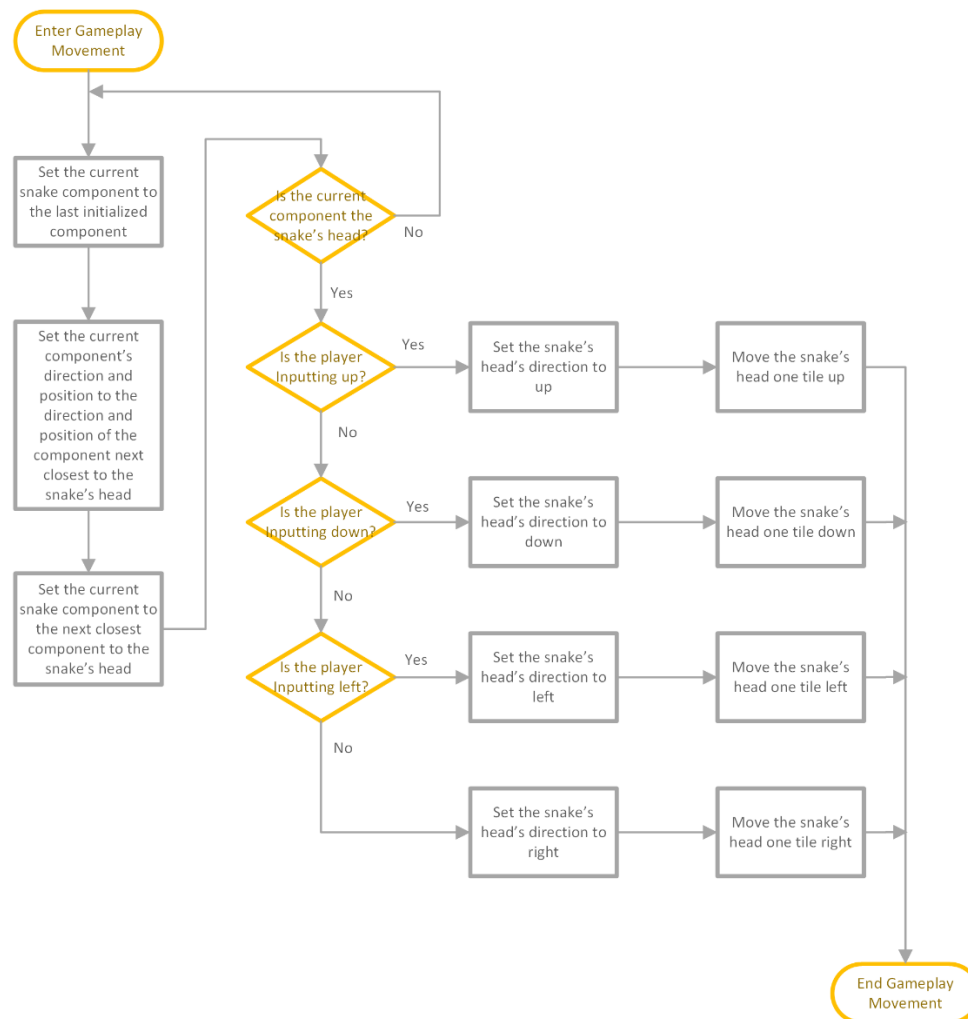 Enter Gameplay
Movement
Set the current
snake component to
the last initialized
component
Set the current
component's
direction and
position to the
direction and
position of the
component next
closest to the
snake's head
Set the current
snake component to
the next closest
component to the
snake's head
Is the current
component the
snake's head?
No
Yes
Is the player
Inputting up?
Yes
Set the snake's
head's direction to
up
Move the snake's
head one tile up
No
Is the player
Inputting down?
Yes
Set the snake's
head's direction to
down
Move the snake's
head one tile down
No
Is the player
Inputting left?
Yes
Set the snake's
head's direction to
left
Move the snake's
head one tile left
No
Set the snake's
head's direction to
right
Move the snake's
head one tile right
End Gameplay
Movement